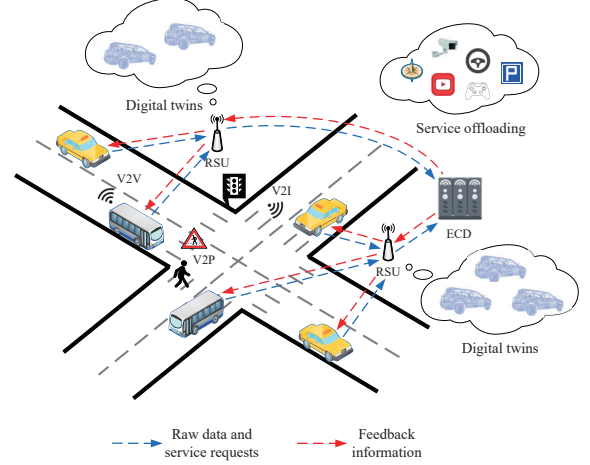 Digital twins
Service offloading
RSU
V2V
V2I
ECD
V2P
RSU
P
Digital twins
Raw data and
service requests
Feedback
information